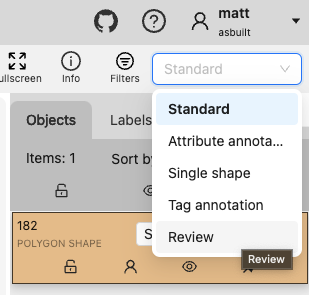 matt
asbuilt
ullscreen
Info
Filters
Standard
Objects
Labels
Items: 1
Sort by
Standard
Attribute annota...
Single shape
Tag annotation
Review
182
POLYGON SHAPE
S
Review